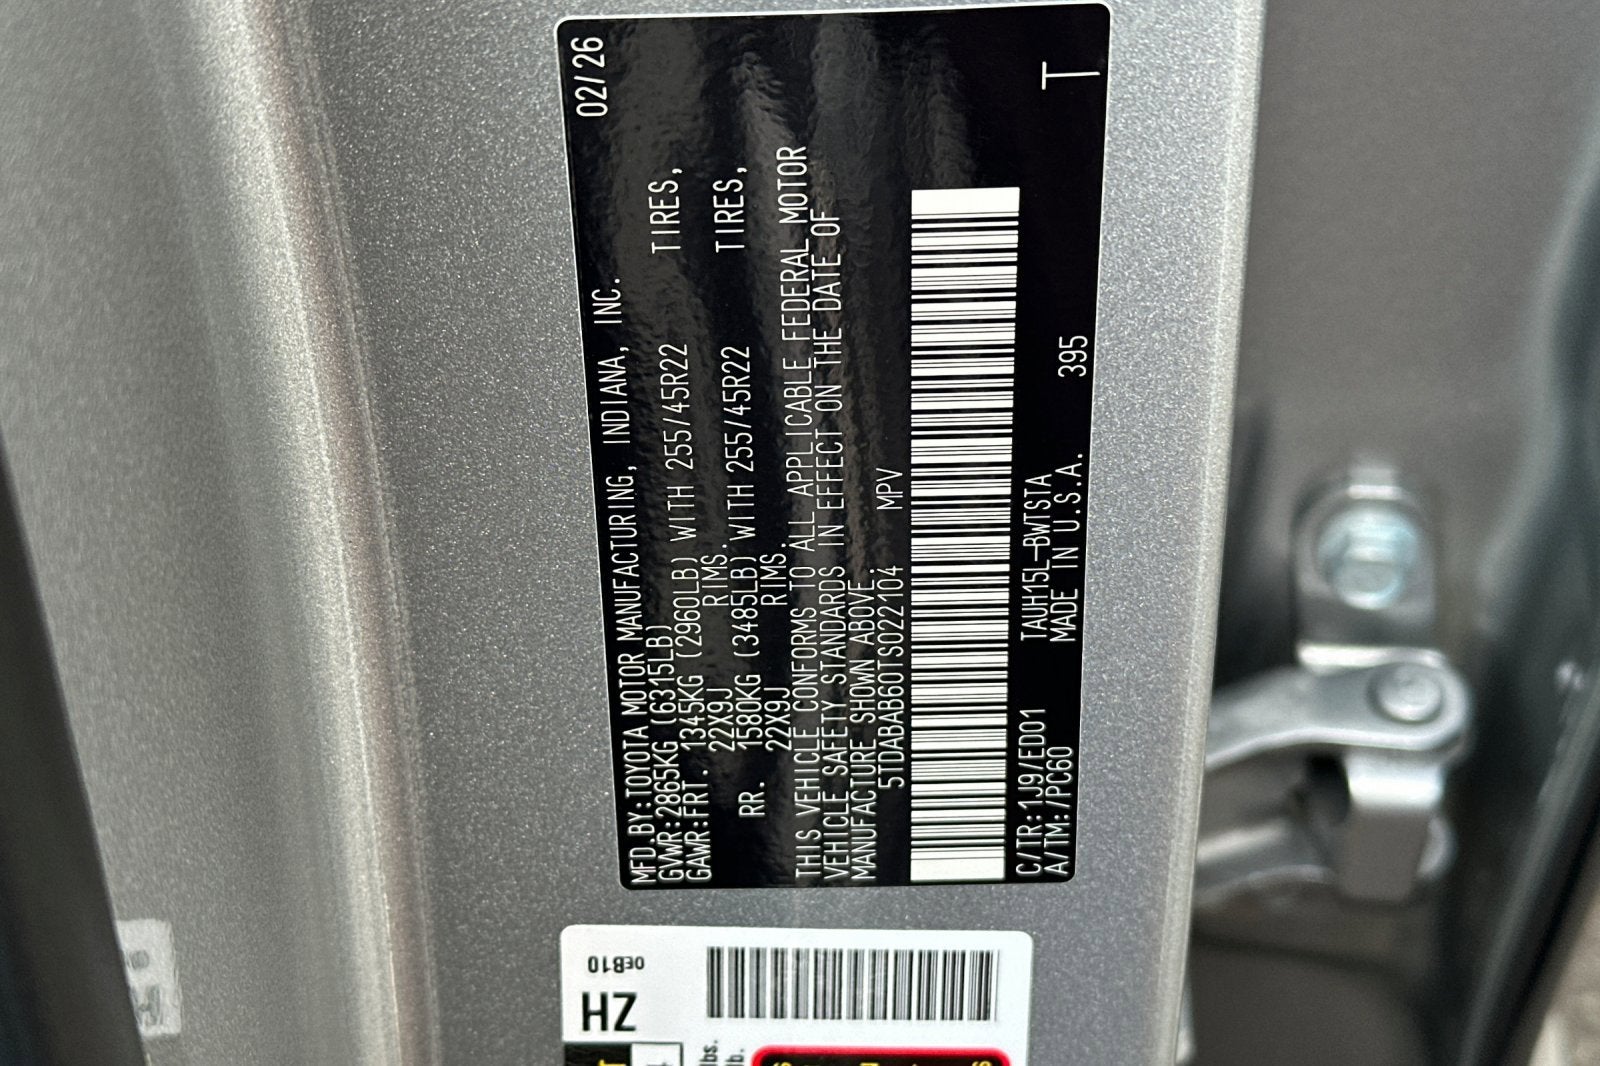 02/26
MFD.BY:TOYOTA MOTOR MANUFACTURING, INDIANA, INC.
GVWR:2865KG (6315LB)
GAWR:FRT. 1345KG (2960LB) WITH 255/45R22 TIRES,
22X9J RIMS.
RR. 1580KG (3485LB) WITH 255/45R22 TIRES,
22X9J RIMS.
THIS VEHICLE CONFORMS TO ALL APPLICABLE FEDERAL MOTOR
VEHICLE SAFETY STANDARDS IN EFFECT ON THE DATE OF
MANUFACTURE SHOWN ABOVE.
5TDABAB60TS022104 MPV
C/TR:1J9/ED01 TAUH15L-BWTSTA 395
A/TM:/PC60 MADE IN U.S.A.
T
0EB10
ZH
lbs.